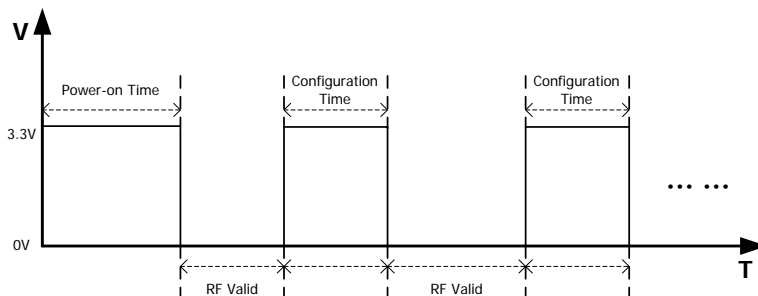 V
Power-on Time
Configuration
Time
Configuration
Time
3.3V
... ...
0V
T
RF Valid
RF Valid